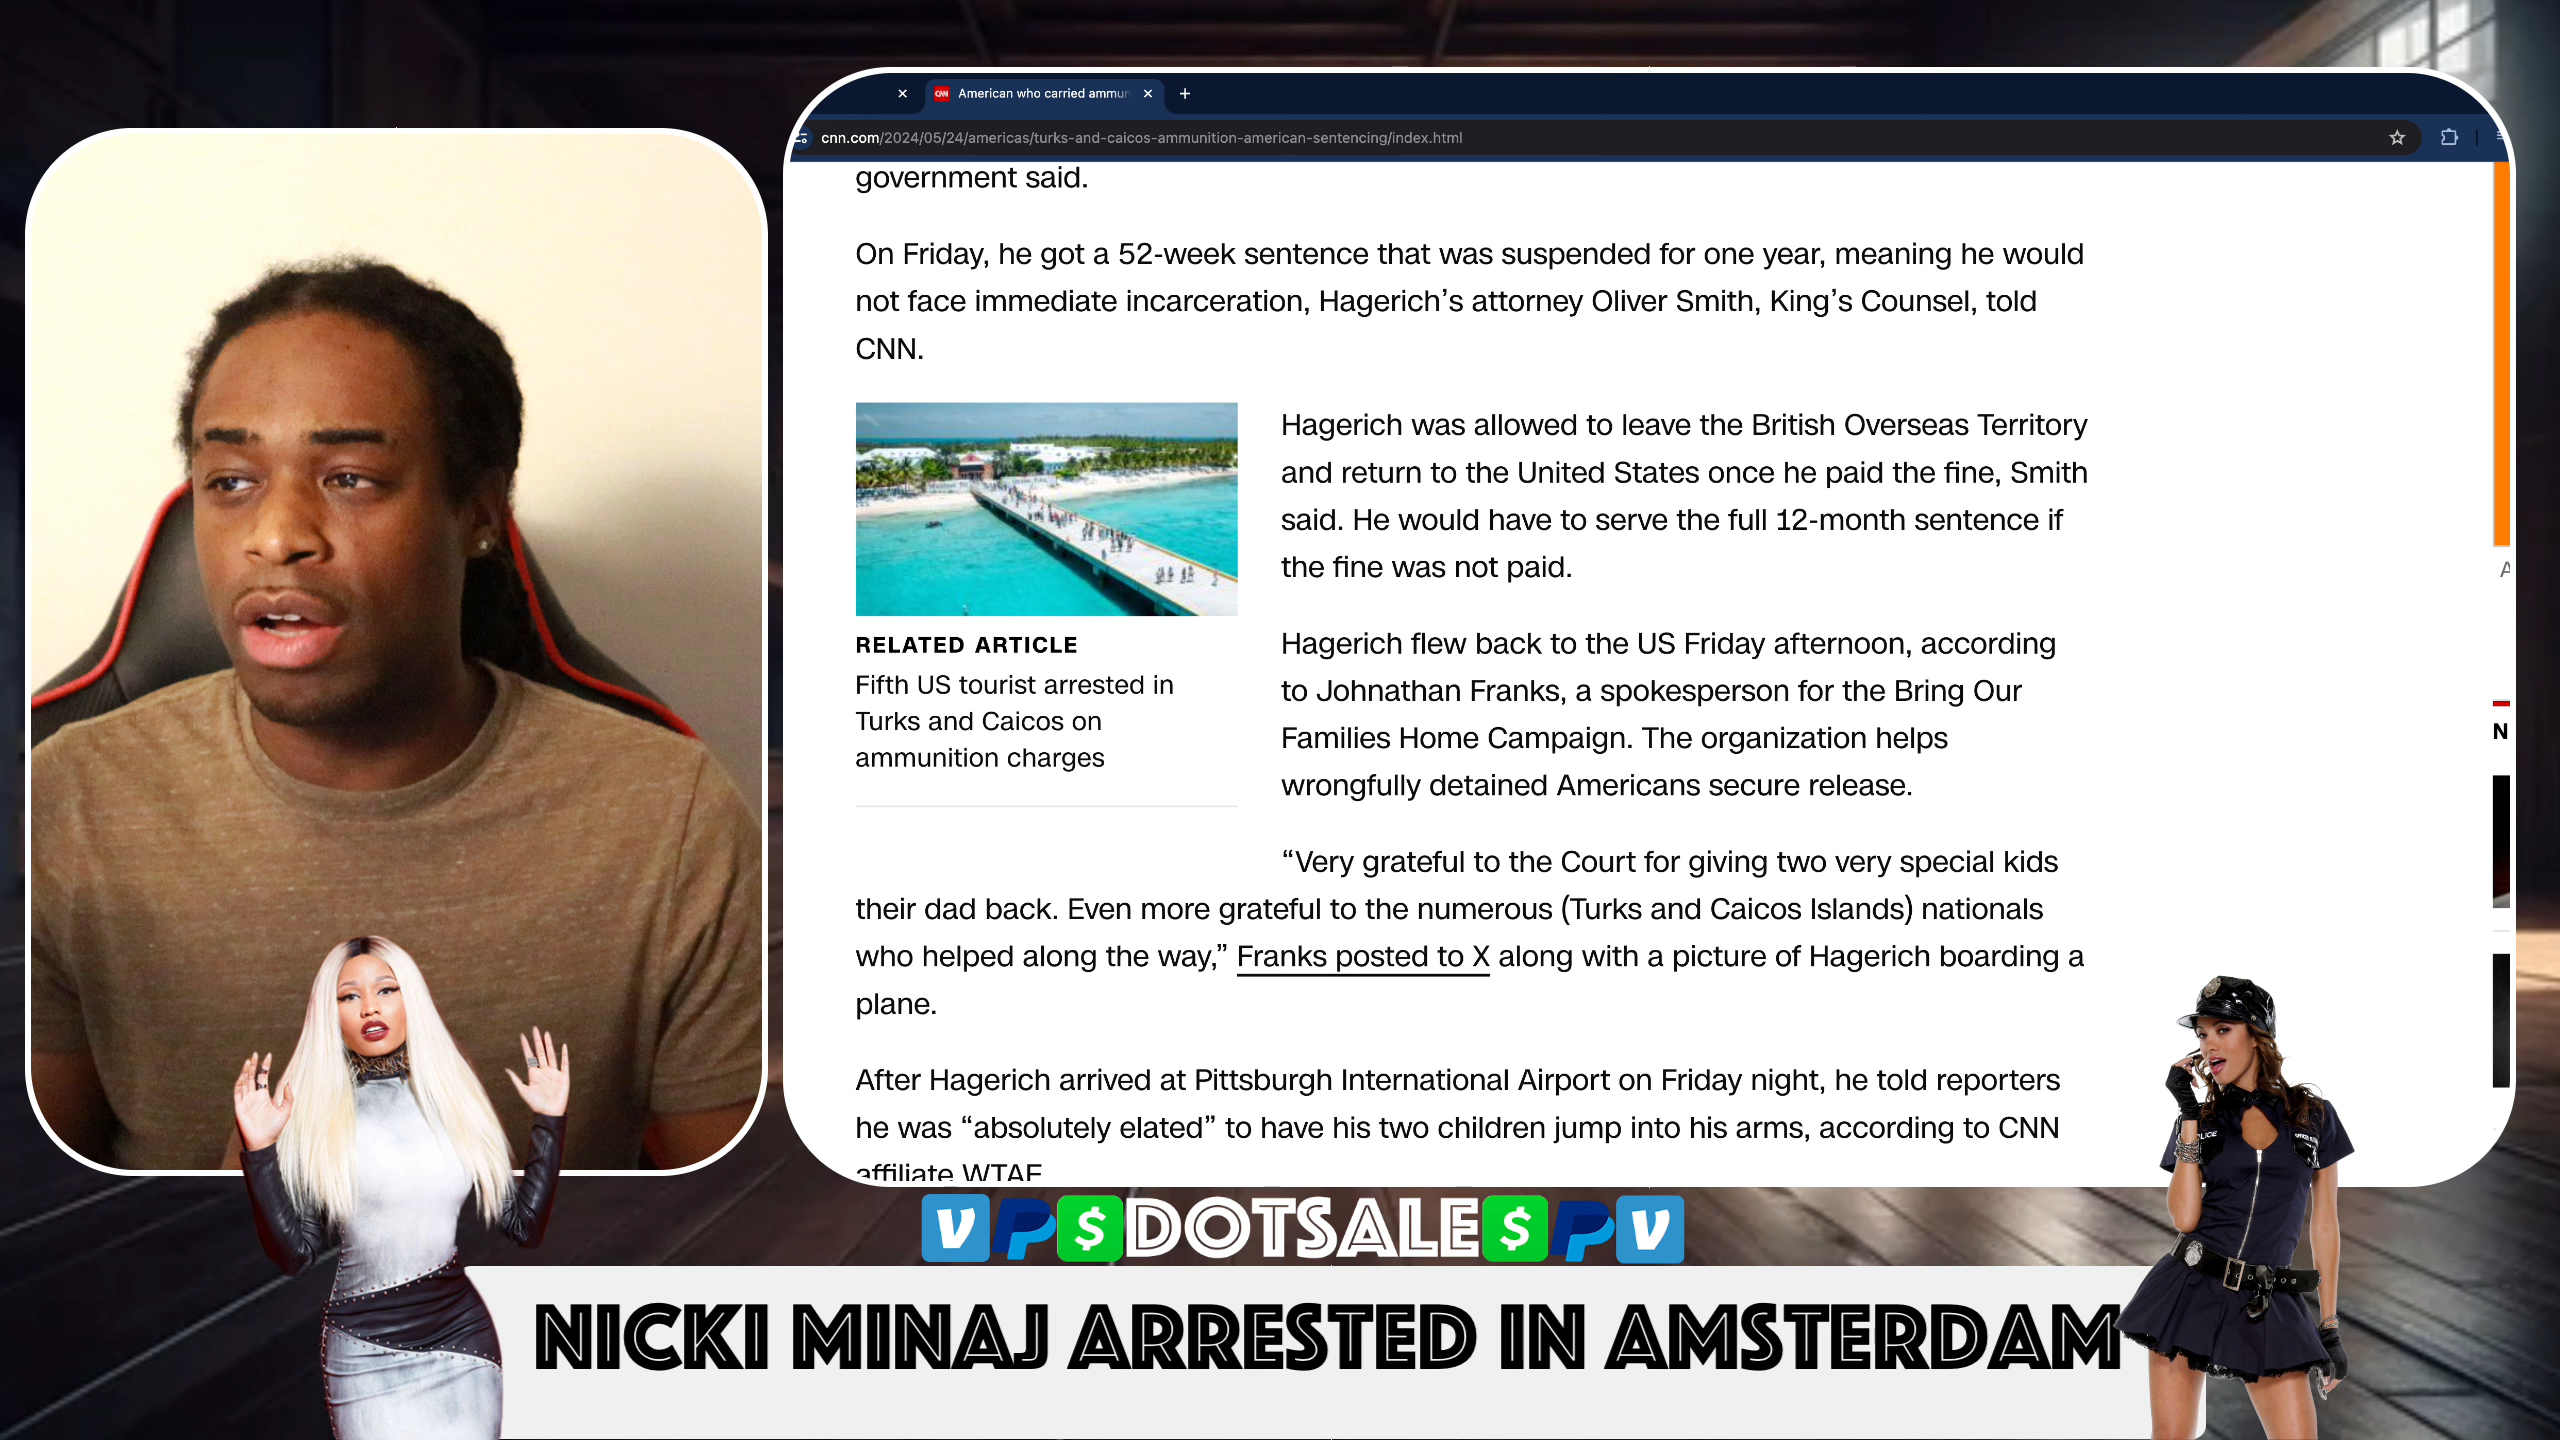 American who carried ammun
cnn.com/2024/05/24/americas/turks-and-caicos-ammunition-american-sentencing/index.html
government said.
On Friday, he got a 52-week sentence that was suspended for one year, meaning he would
not face immediate incarceration, Hagerich’s attorney Oliver Smith, King’s Counsel, told
CNN.
Hagerich was allowed to leave the British Overseas Territory
and return to the United States once he paid the fine, Smith
said. He would have to serve the full 12-month sentence if
the fine was not paid.
RELATED ARTICLE
Fifth US tourist arrested in
Turks and Caicos on
ammunition charges
Hagerich flew back to the US Friday afternoon, according
to Johnathan Franks, a spokesperson for the Bring Our
Families Home Campaign. The organization helps
wrongfully detained Americans secure release.
“Very grateful to the Court for giving two very special kids
their dad back. Even more grateful to the numerous (Turks and Caicos Islands) nationals
who helped along the way,” Franks posted to X along with a picture of Hagerich boarding a
plane.
After Hagerich arrived at Pittsburgh International Airport on Friday night, he told reporters
he was “absolutely elated” to have his two children jump into his arms, according to CNN
affiliate WTAE
$DOTSALE$
NICKI MINAJ ARRESTED IN AMSTERDAM